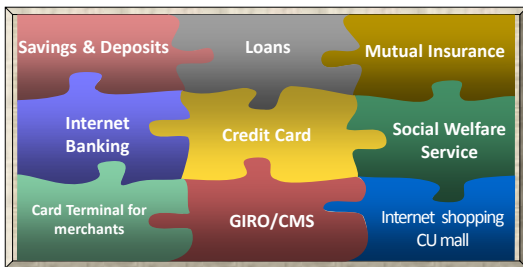 Savings & Deposits
Loans
Mutual Insurance
Internet
Banking
Credit Card
Social Welfare
Service
Card Terminal for
merchants
GIRO/CMS
Internet shopping
CU mall